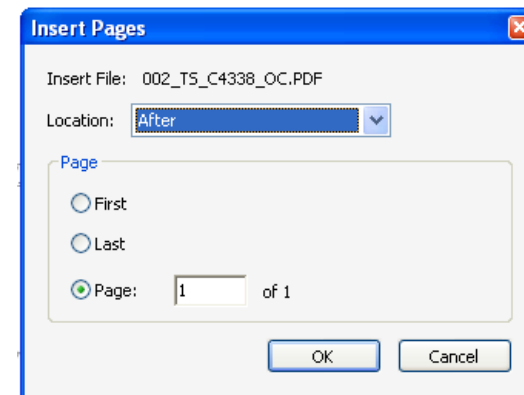 Insert Pages
Insert File: 002_TS_C4338_OC.PDF
Location: After
Page
First
Last
Page: 1 of 1
OK Cancel